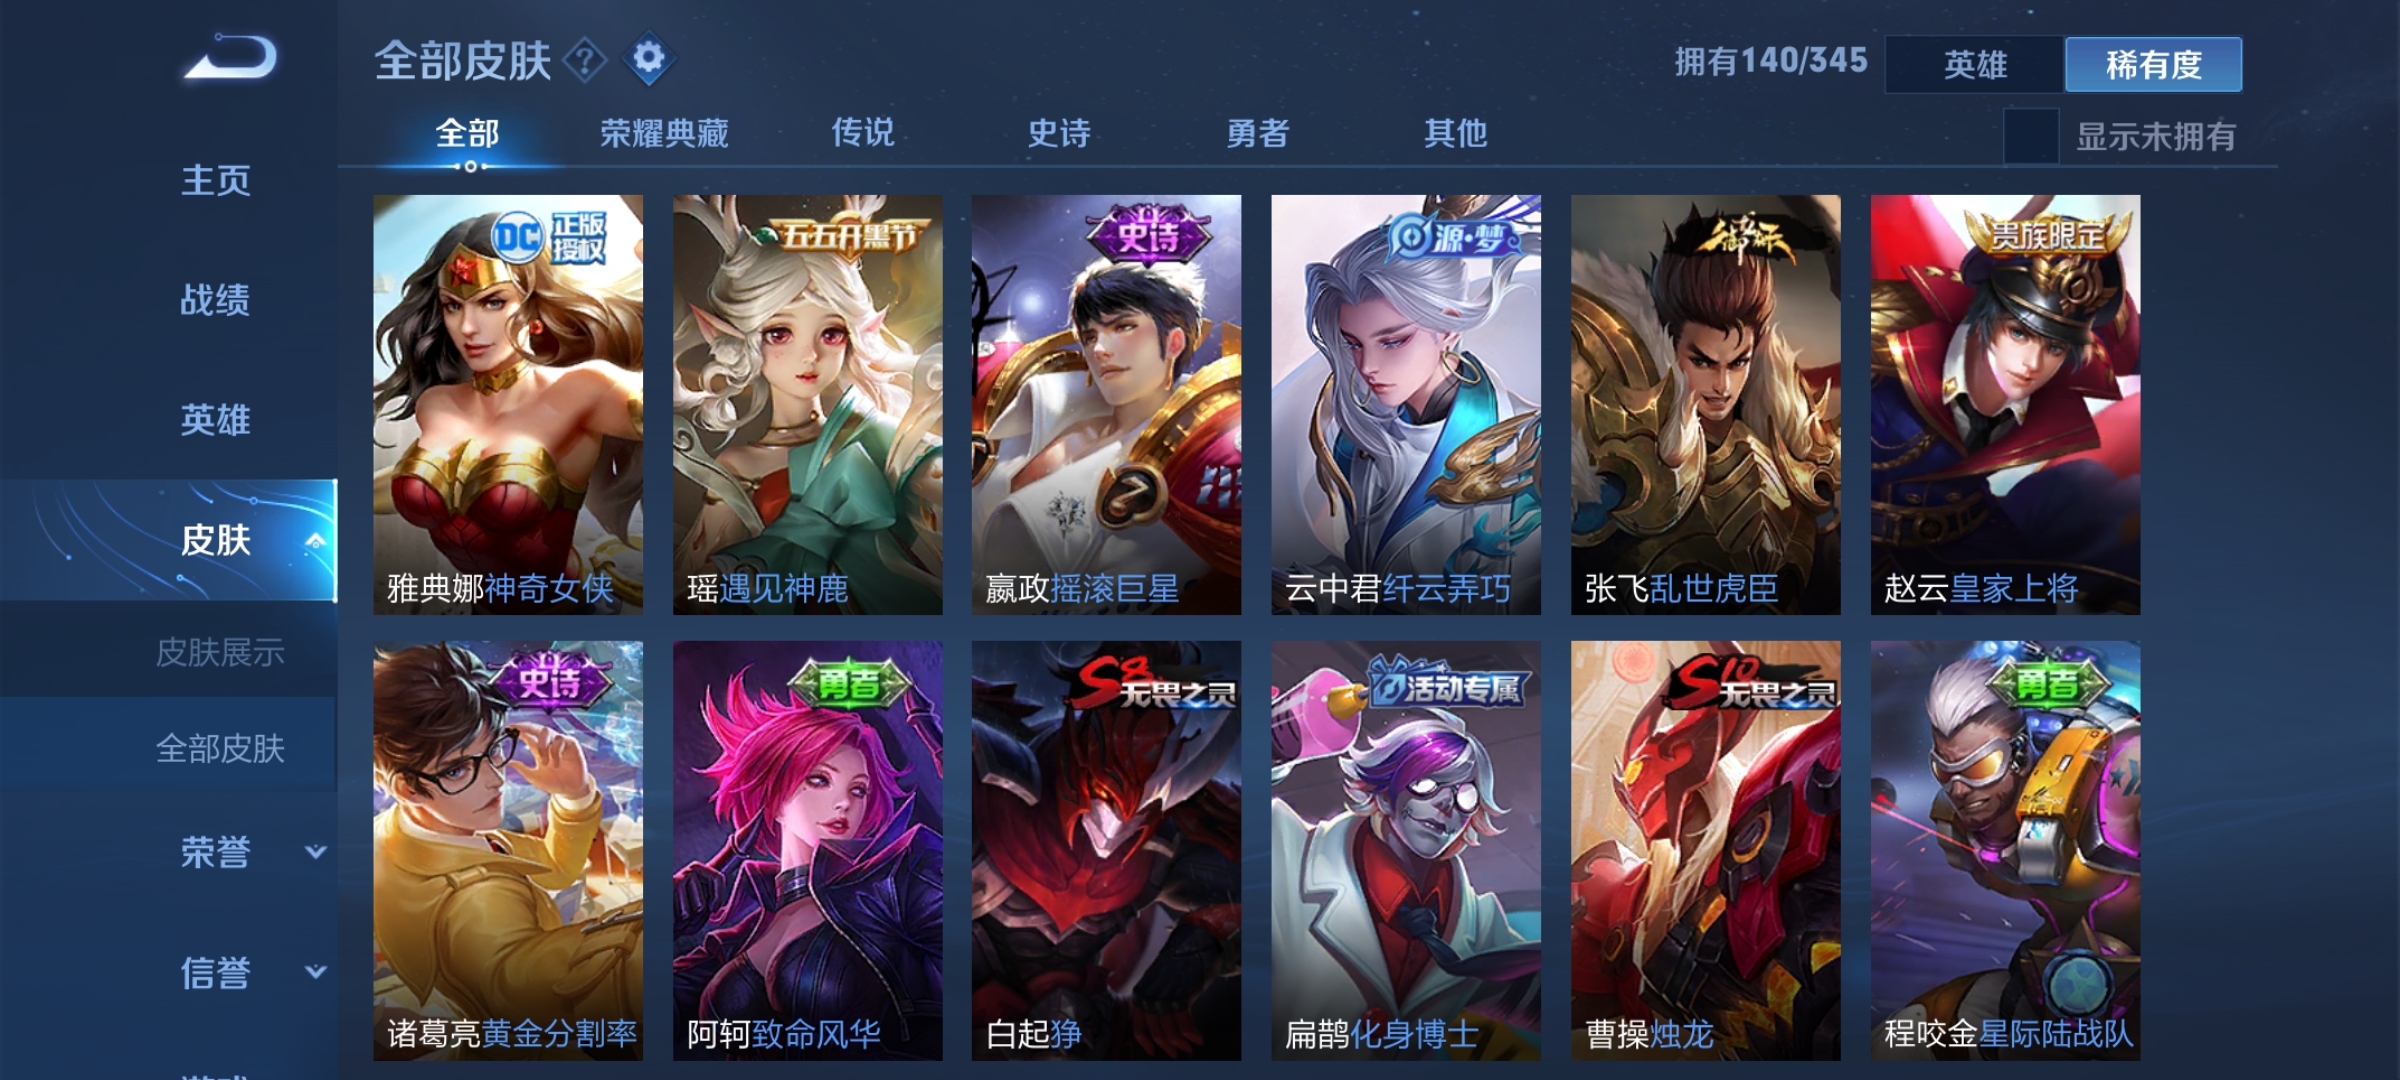 全部皮肤
拥有140/345
英雄
稀有度
全部
荣耀典藏
传说
史诗
勇者
其他
显示未拥有
主页
战绩
英雄
皮肤
皮肤展示
全部皮肤
荣誉
信誉
DC 正版授权
雅典娜神奇女侠
五五开黑节
瑶遇见神鹿
史诗
嬴政摇滚巨星
源·梦
云中君纤云弄巧
张飞乱世虎臣
贵族限定
赵云皇家上将
史诗
诸葛亮黄金分割率
勇者
阿轲致命风华
S8无畏之灵
白起狰
活动专属
扁鹊化身博士
S10无畏之灵
曹操烛龙
勇者
程咬金星际陆战队